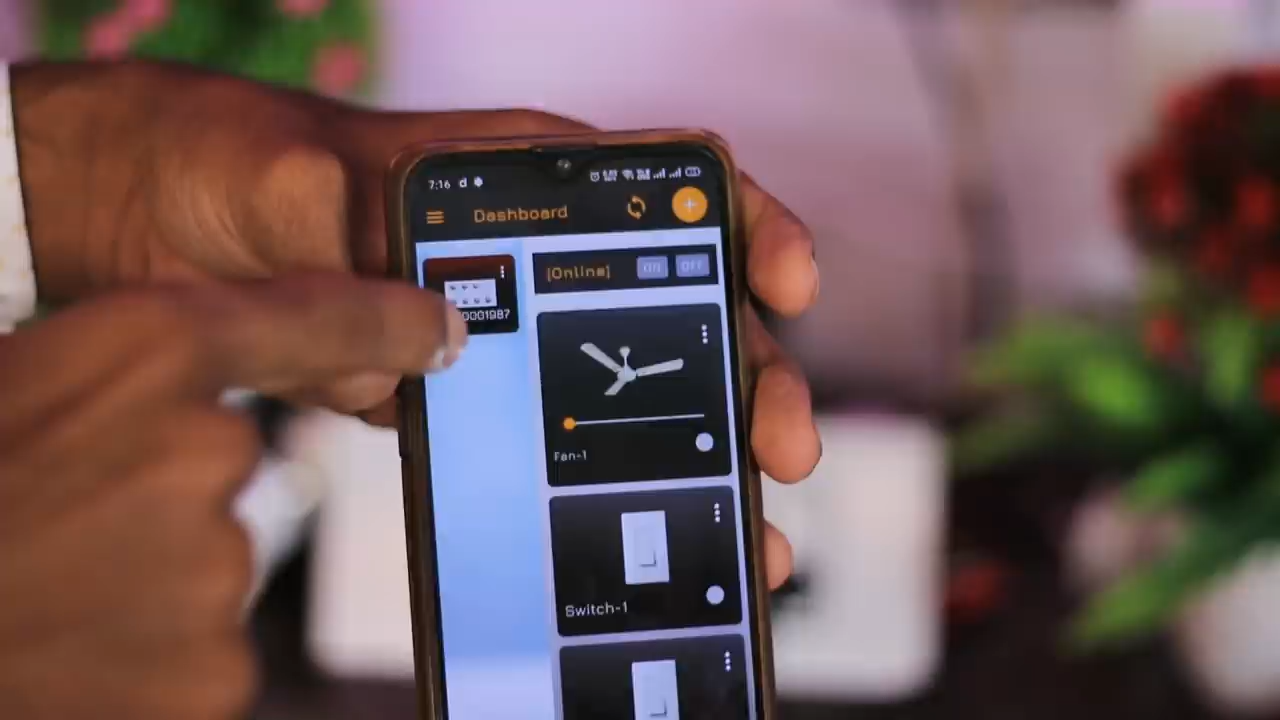 7:16
Dashboard
[Online]
ON OFF
0001987
Fan-1
Switch-1